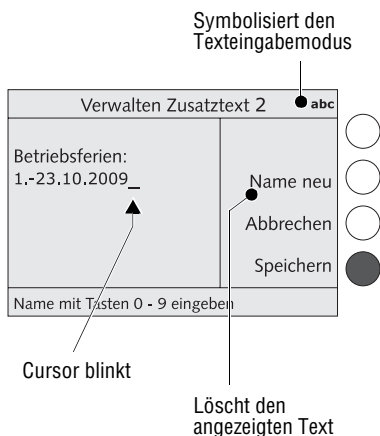 Symbolisiert den
Texteingabemodus
Verwalten Zusatztext 2 abc
Betriebsferien:
1.-23.10.2009_
Name neu
Abbrechen
Speichern
Name mit Tasten 0 - 9 eingeben
Cursor blinkt
Löscht den
angezeigten Text